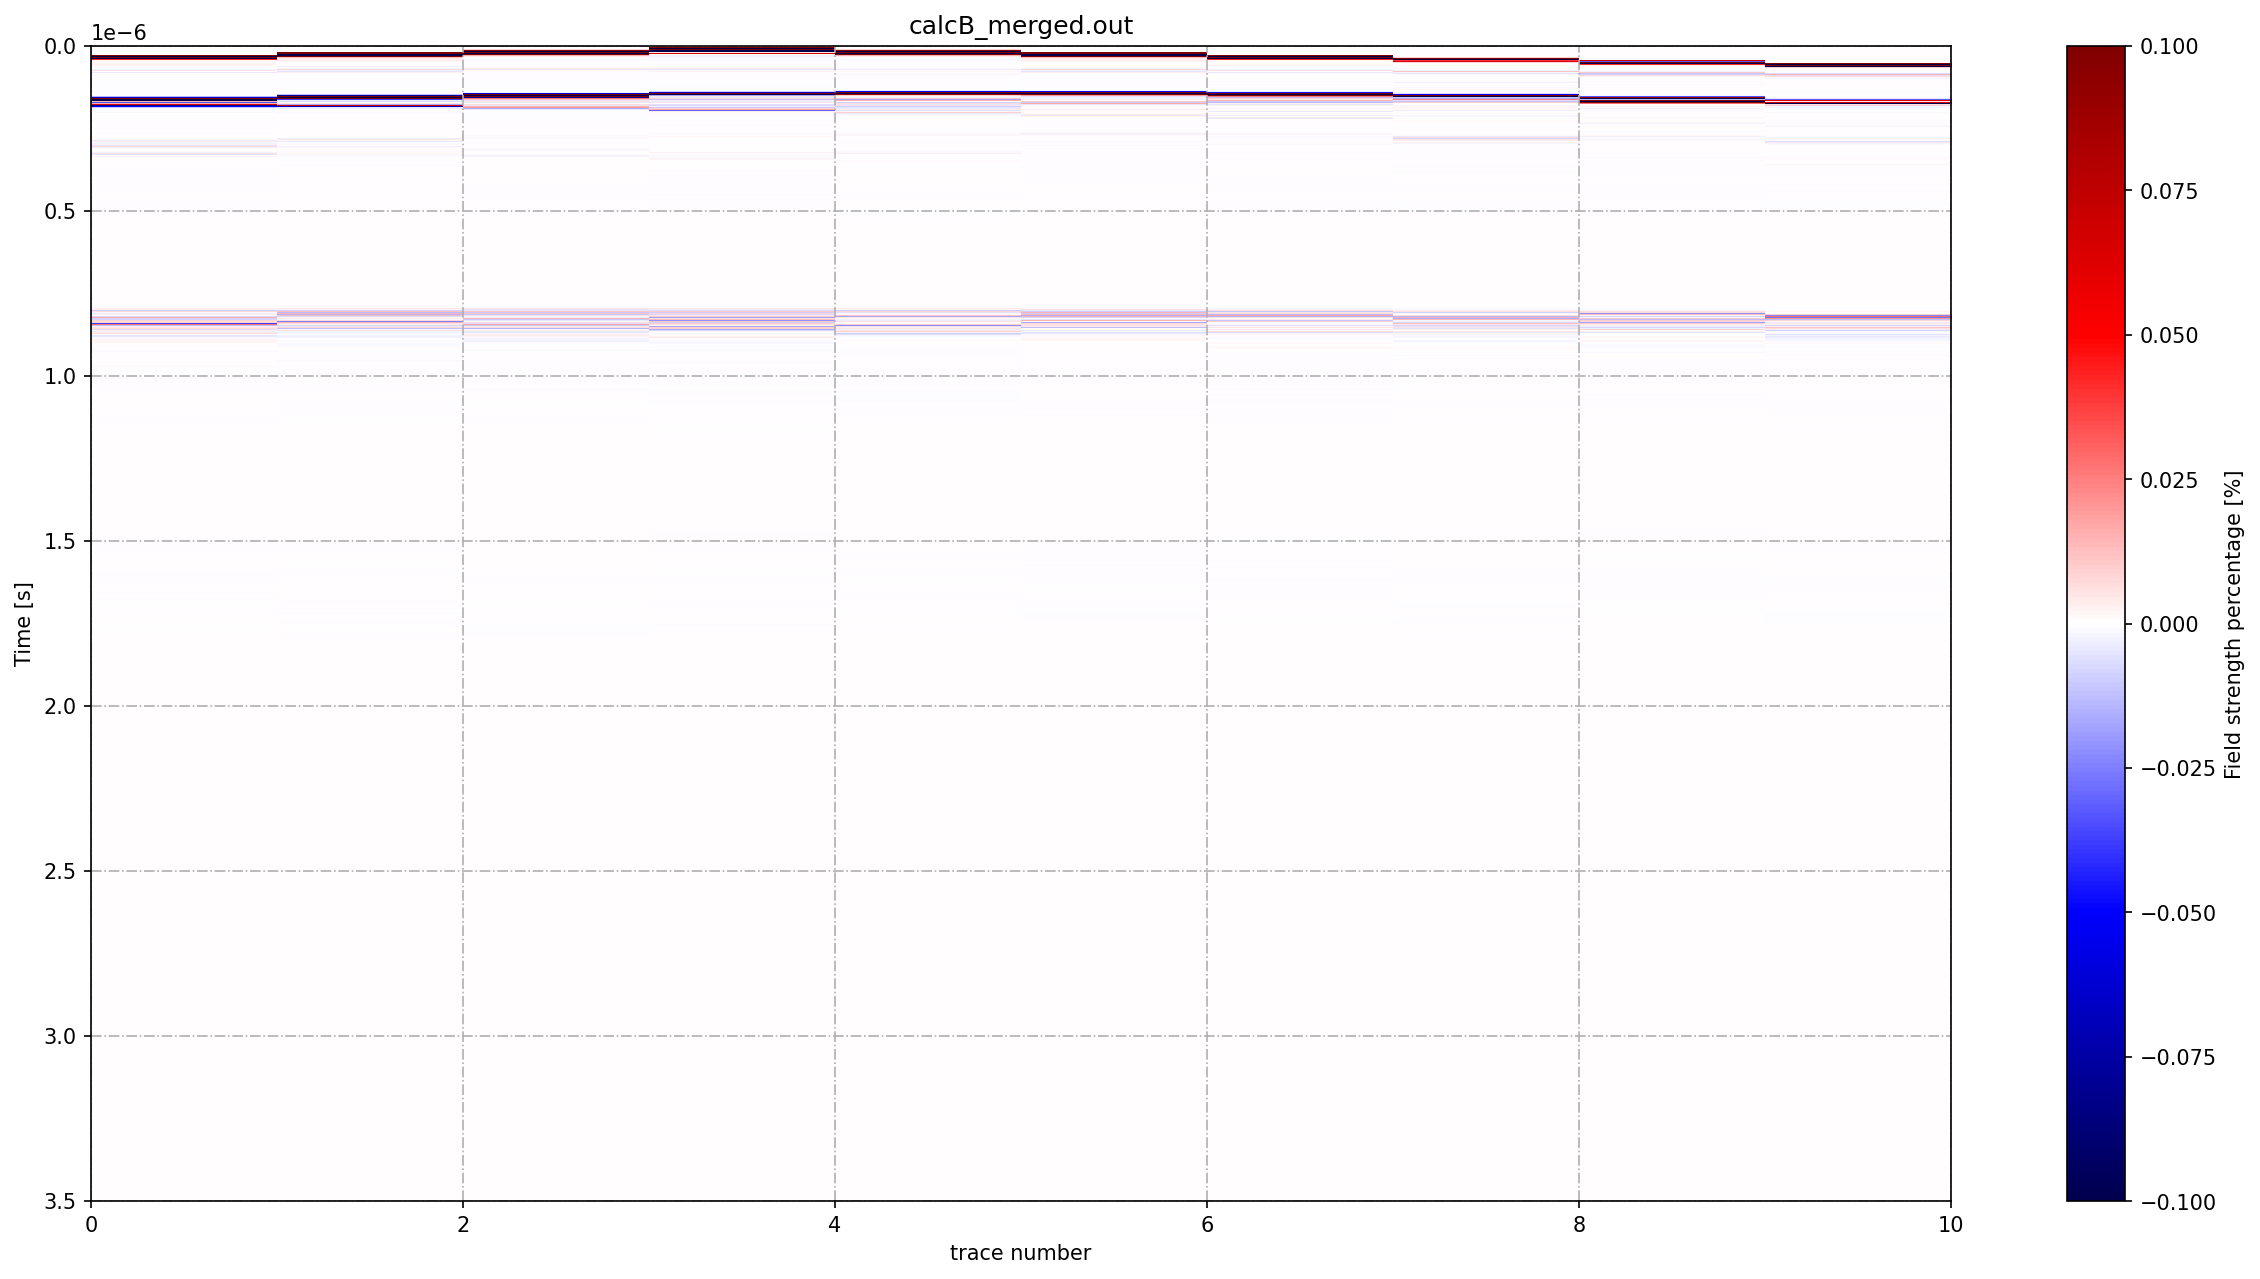 calcB_merged.out
1e−6
0.0
0.5
1.0
1.5
2.0
2.5
3.0
3.5
Time [s]
0 2 4 6 8 10
trace number
0.100
0.075
0.050
0.025
0.000
−0.025
−0.050
−0.075
−0.100
Field strength percentage [%]